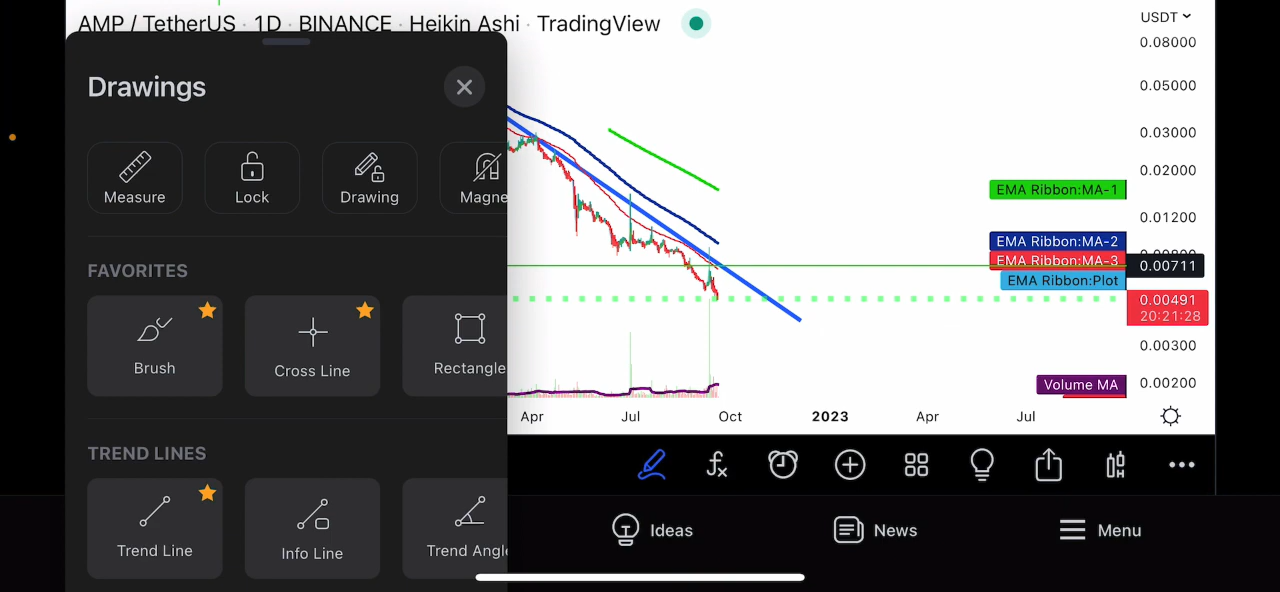 AMP / TetherUS · 1D · BINANCE · Heikin Ashi · TradingView
USDT
Drawings
Measure
Lock
Drawing
Magne
FAVORITES
Brush
Cross Line
Rectangle
TREND LINES
Trend Line
Info Line
Trend Angle
0.08000
0.05000
0.03000
0.02000
0.01200
0.00711
0.00491
20:21:28
0.00300
0.00200
EMA Ribbon:MA-1
EMA Ribbon:MA-2
EMA Ribbon:MA-3
EMA Ribbon:Plot
Volume MA
Apr
Jul
Oct
2023
Apr
Jul
Ideas
News
Menu